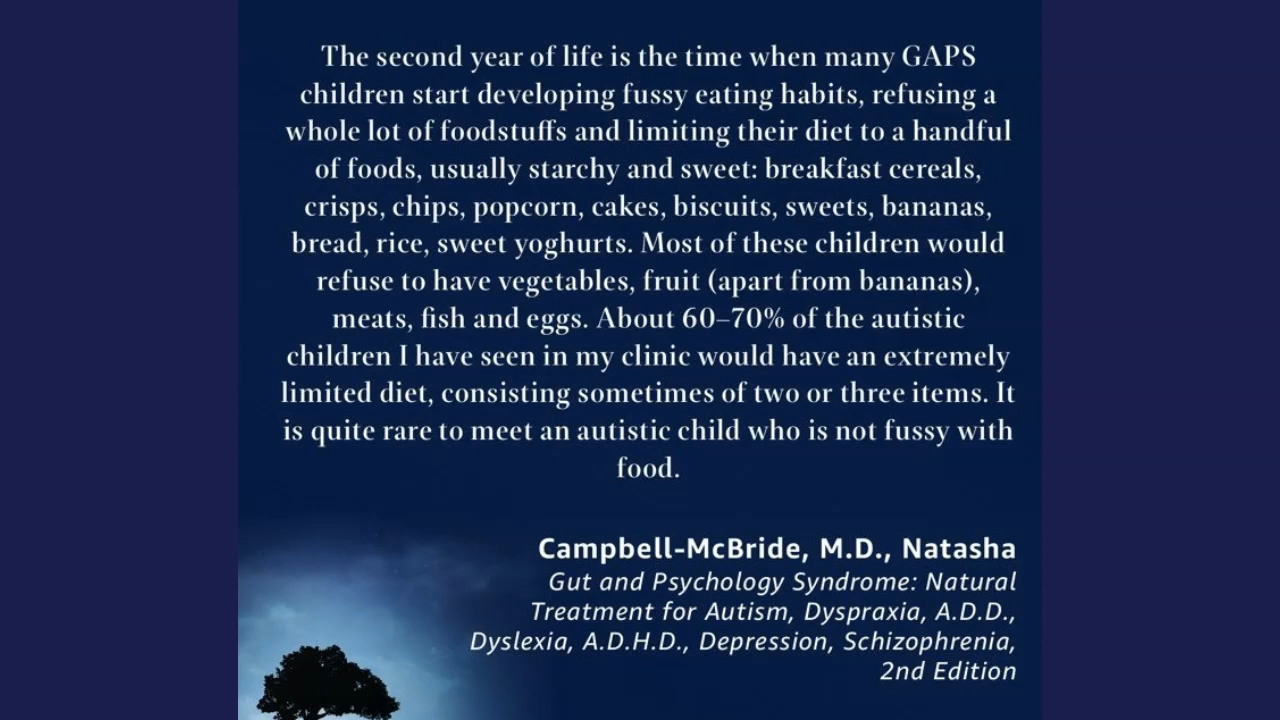 The second year of life is the time when many GAPS
children start developing fussy eating habits, refusing a
whole lot of foodstuffs and limiting their diet to a handful
of foods, usually starchy and sweet: breakfast cereals,
crisps, chips, popcorn, cakes, biscuits, sweets, bananas,
bread, rice, sweet yoghurts. Most of these children would
refuse to have vegetables, fruit (apart from bananas),
meats, fish and eggs. About 60–70% of the autistic
children I have seen in my clinic would have an extremely
limited diet, consisting sometimes of two or three items. It
is quite rare to meet an autistic child who is not fussy with
food.
Campbell-McBride, M.D., Natasha
Gut and Psychology Syndrome: Natural
Treatment for Autism, Dyspraxia, A.D.D.,
Dyslexia, A.D.H.D., Depression, Schizophrenia,
2nd Edition